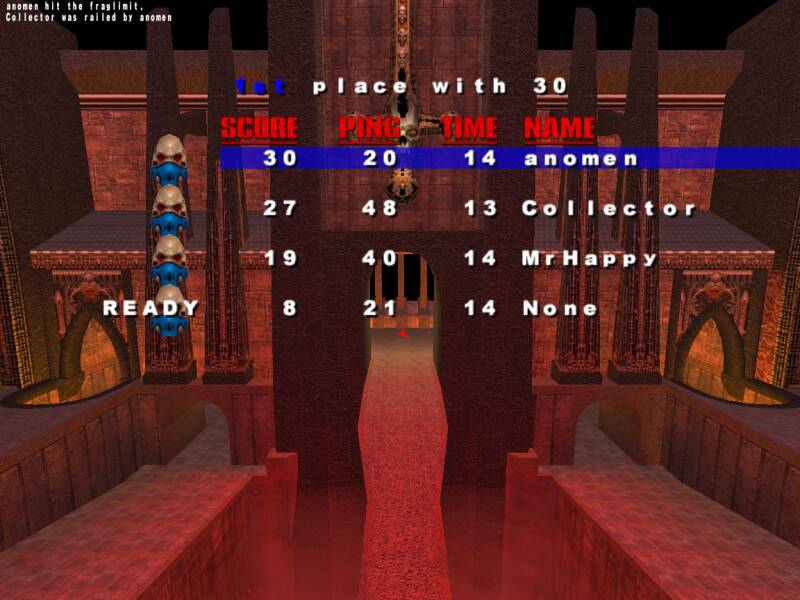 anomen hit the fraglimit.
Collector was railed by anomen
1st place with 30
SCORE PING TIME NAME
30 20 14 anomen
27 48 13 Collector
19 40 14 MrHappy
READY 8 21 14 None